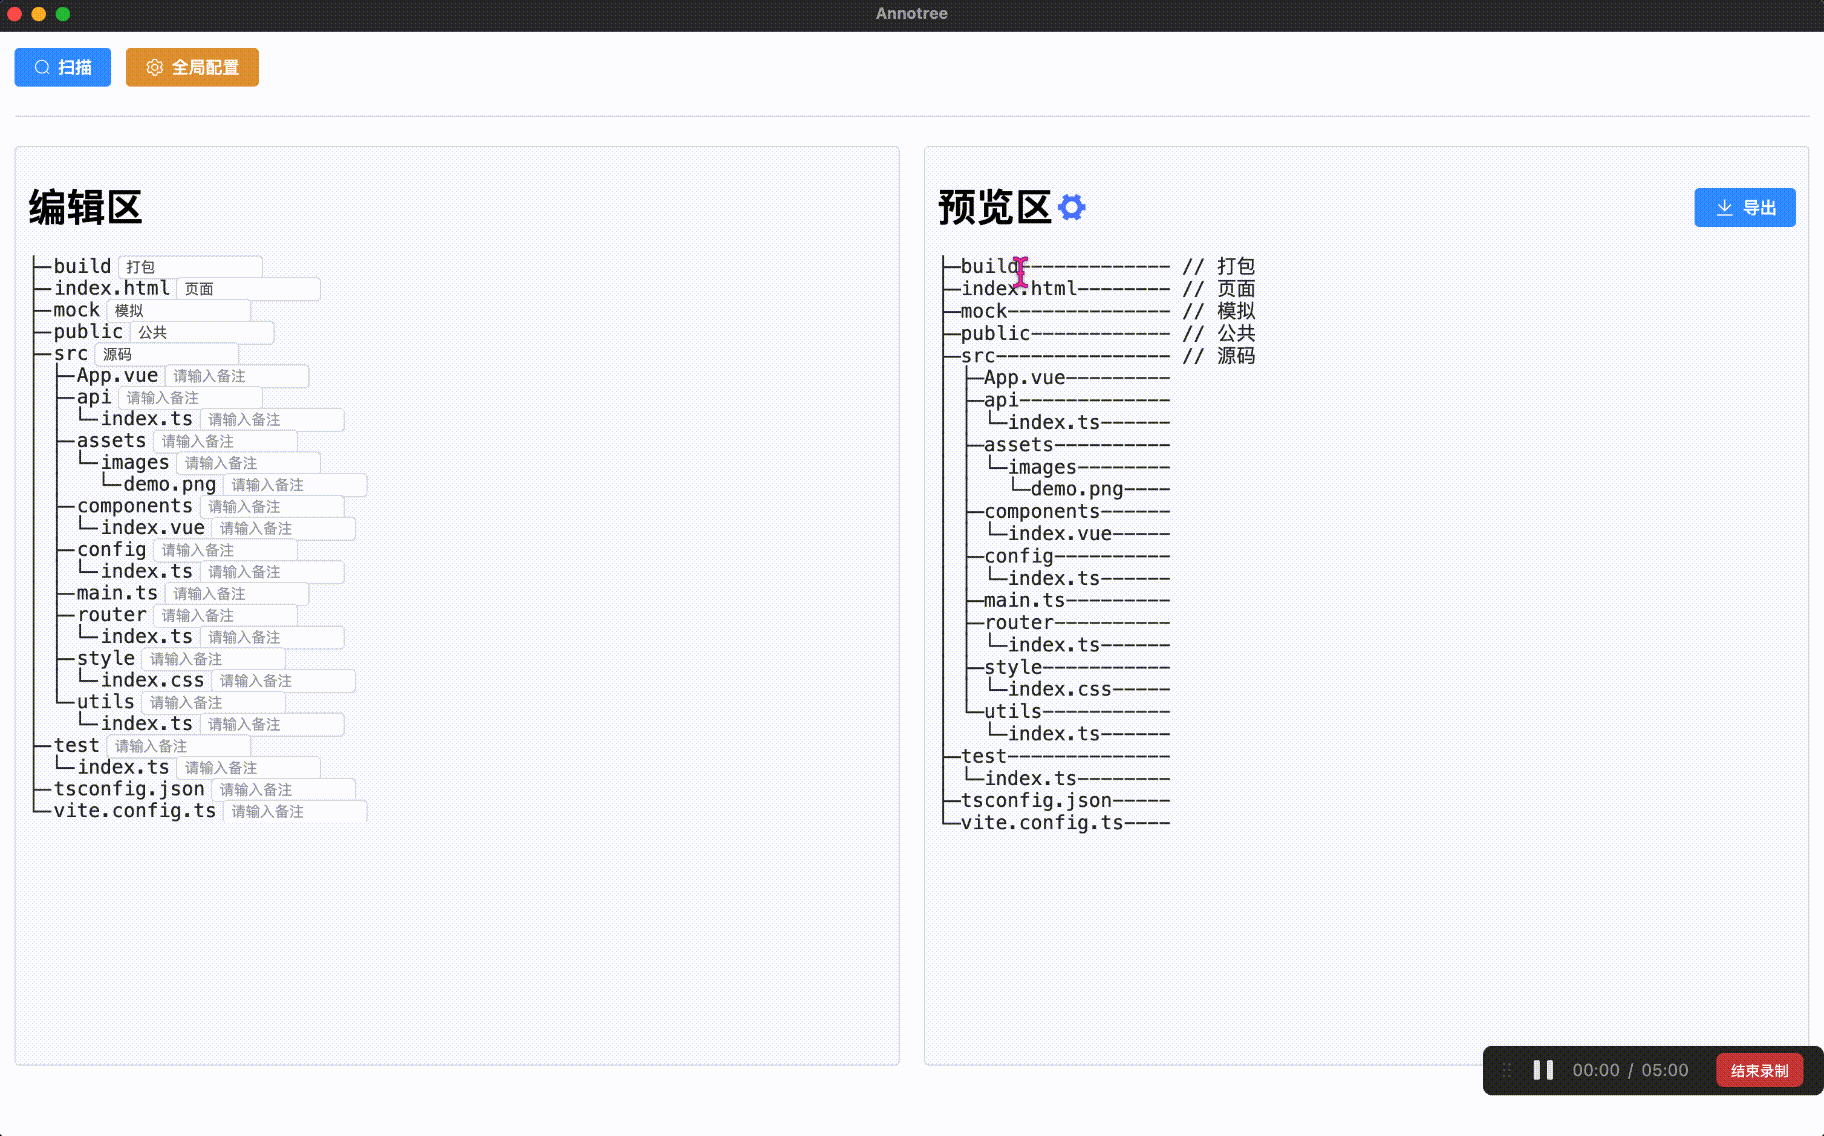 Annotree
扫描 全局配置
编辑区
├─build 打包
├─index.html 页面
├─mock 模拟
├─public 公共
├─src 源码
│ ├─App.vue 请输入备注
│ ├─api 请输入备注
│ │ └─index.ts 请输入备注
│ ├─assets 请输入备注
│ │ └─images 请输入备注
│ │   └─demo.png 请输入备注
│ ├─components 请输入备注
│ │ └─index.vue 请输入备注
│ ├─config 请输入备注
│ │ └─index.ts 请输入备注
│ ├─main.ts 请输入备注
│ ├─router 请输入备注
│ │ └─index.ts 请输入备注
│ ├─style 请输入备注
│ │ └─index.css 请输入备注
│ └─utils 请输入备注
│   └─index.ts 请输入备注
├─test 请输入备注
│ └─index.ts 请输入备注
├─tsconfig.json 请输入备注
└─vite.config.ts 请输入备注
预览区
导出
├─build------------- // 打包
├─index.html-------- // 页面
├─mock-------------- // 模拟
├─public------------ // 公共
├─src--------------- // 源码
│ ├─App.vue---------
│ ├─api-------------
│ │ └─index.ts------
│ ├─assets----------
│ │ └─images--------
│ │   └─demo.png----
│ ├─components------
│ │ └─index.vue-----
│ ├─config----------
│ │ └─index.ts------
│ ├─main.ts---------
│ ├─router----------
│ │ └─index.ts------
│ ├─style-----------
│ │ └─index.css-----
│ └─utils-----------
│   └─index.ts------
├─test--------------
│ └─index.ts--------
├─tsconfig.json-----
└─vite.config.ts----
00:00 / 05:00 结束录制